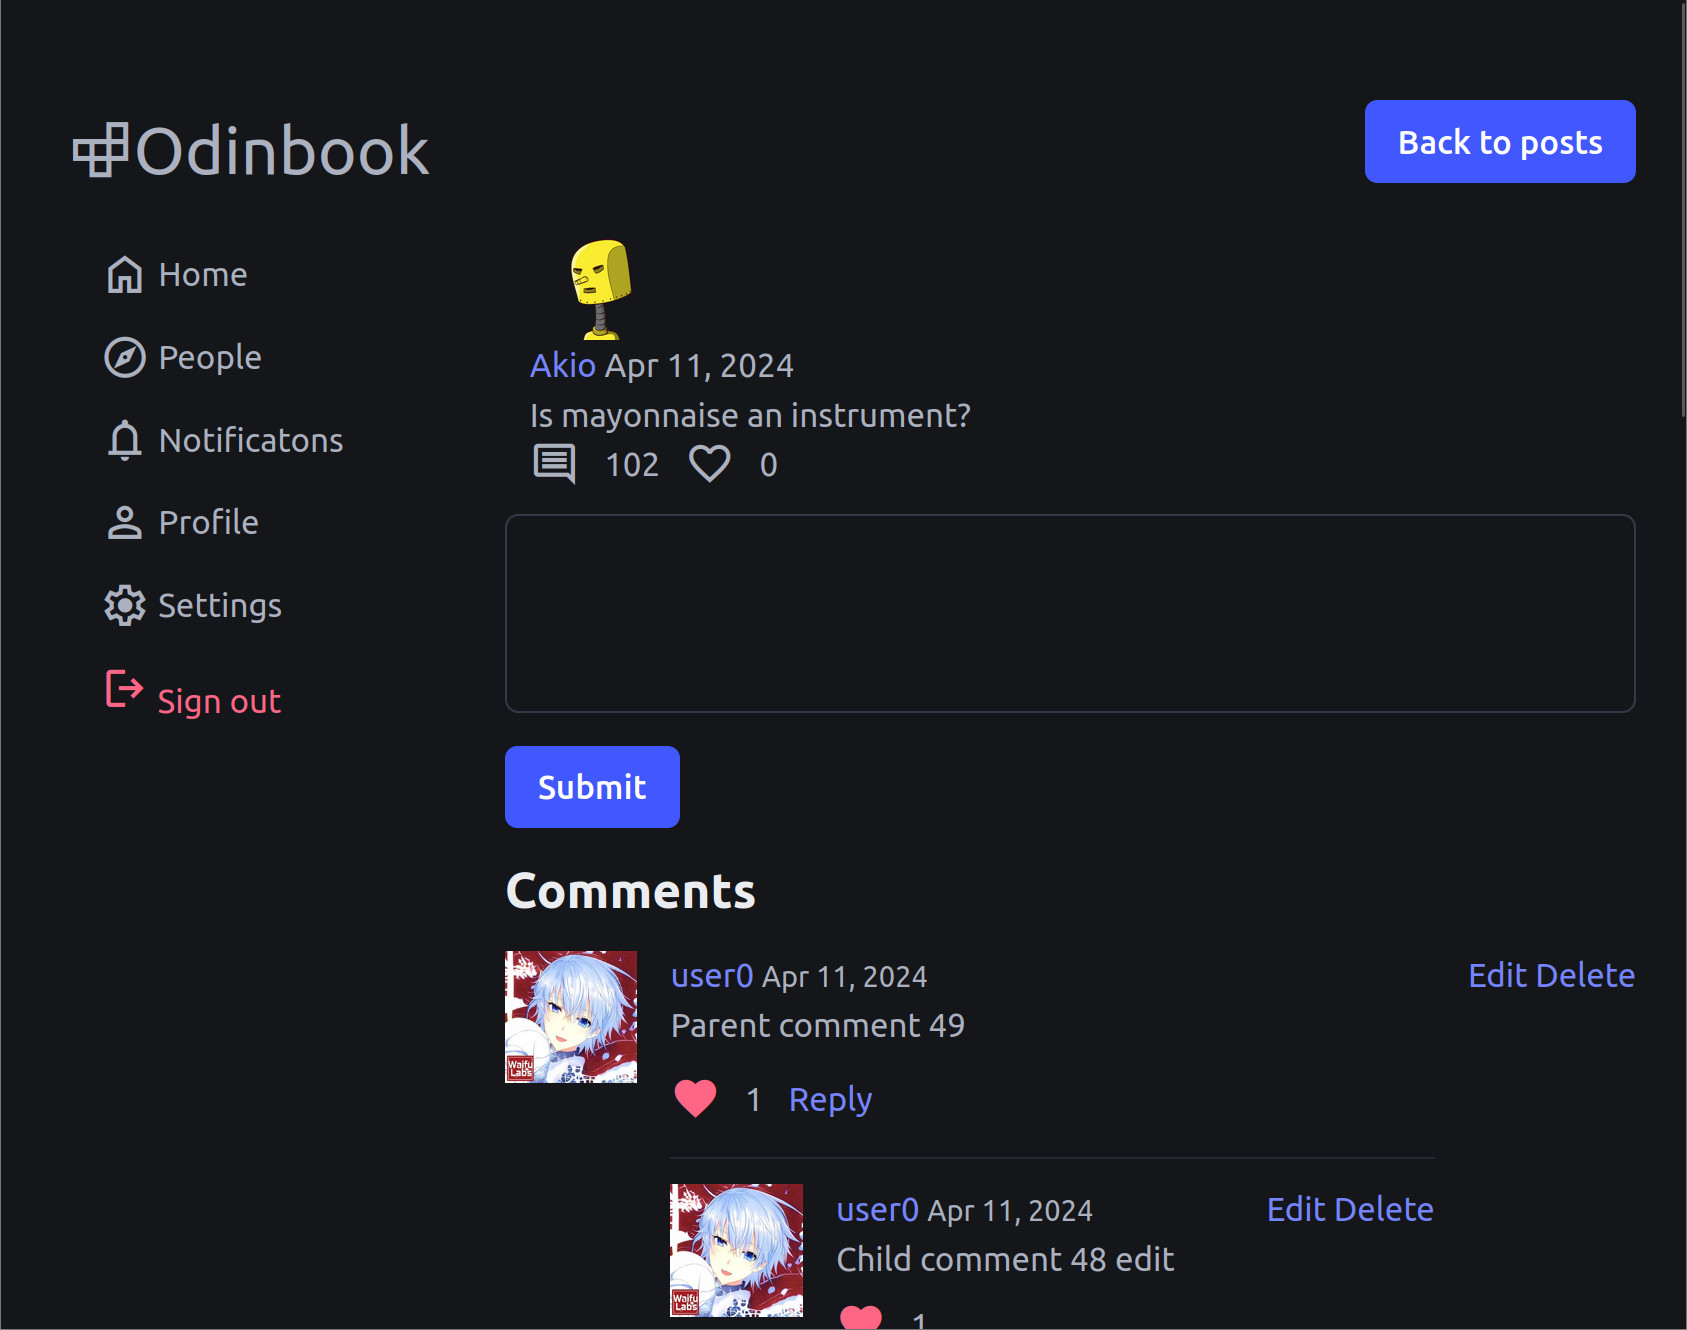 Odinbook
Back to posts
Home
People
Notificatons
Profile
Settings
Sign out
Akio Apr 11, 2024
Is mayonnaise an instrument?
102 0
Submit
Comments
user0 Apr 11, 2024 Edit Delete
Parent comment 49
1 Reply
Waifu
Labs
user0 Apr 11, 2024 Edit Delete
Child comment 48 edit
1
Waifu
Labs